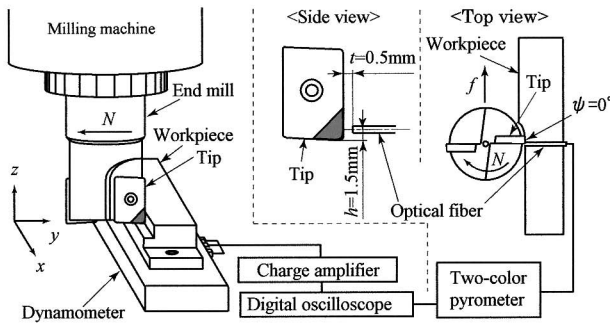 <Side view>
<Top view>
Milling machine
t=0.5mm
Workpiece
End mill
f
Tip
ψ=0°
N
Workpiece
Tip
N
Tip
h=1.5mm
Optical fiber
z
y
x
Charge amplifier
Two-color
pyrometer
Digital oscilloscope
Dynamometer